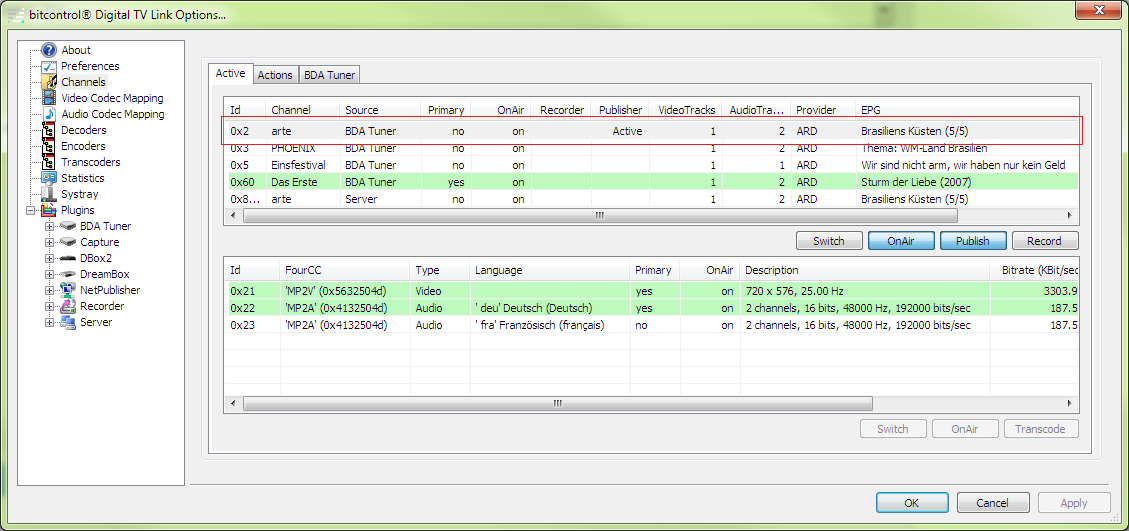 bitcontrol® Digital TV Link Options...
About
Preferences
Channels
Video Codec Mapping
Audio Codec Mapping
Decoders
Encoders
Transcoders
Statistics
Systray
Plugins
BDA Tuner
Capture
DBox2
DreamBox
NetPublisher
Recorder
Server
Active Actions BDA Tuner
Id Channel Source Primary OnAir Recorder Publisher VideoTracks AudioTra... Provider EPG
0x2 arte BDA Tuner no on Active 1 2 ARD Brasiliens Küsten (5/5)
0x3 PHOENIX BDA Tuner no on 1 2 ARD Thema: WM-Land Brasilien
0x5 Einsfestival BDA Tuner no on 1 1 ARD Wir sind nicht arm, wir haben nur kein Geld
0x60 Das Erste BDA Tuner yes on 1 2 ARD Sturm der Liebe (2007)
0x8... arte Server no on 1 2 ARD Brasiliens Küsten (5/5)
Switch OnAir Publish Record
Id FourCC Type Language Primary OnAir Description Bitrate (KBit/sec
0x21 'MP2V' (0x5632504d) Video yes on 720 x 576, 25.00 Hz 3303.9
0x22 'MP2A' (0x4132504d) Audio ' deu' Deutsch (Deutsch) yes on 2 channels, 16 bits, 48000 Hz, 192000 bits/sec 187.5
0x23 'MP2A' (0x4132504d) Audio ' fra' Französisch (français) no on 2 channels, 16 bits, 48000 Hz, 192000 bits/sec 187.5
Switch OnAir Transcode
OK Cancel Apply